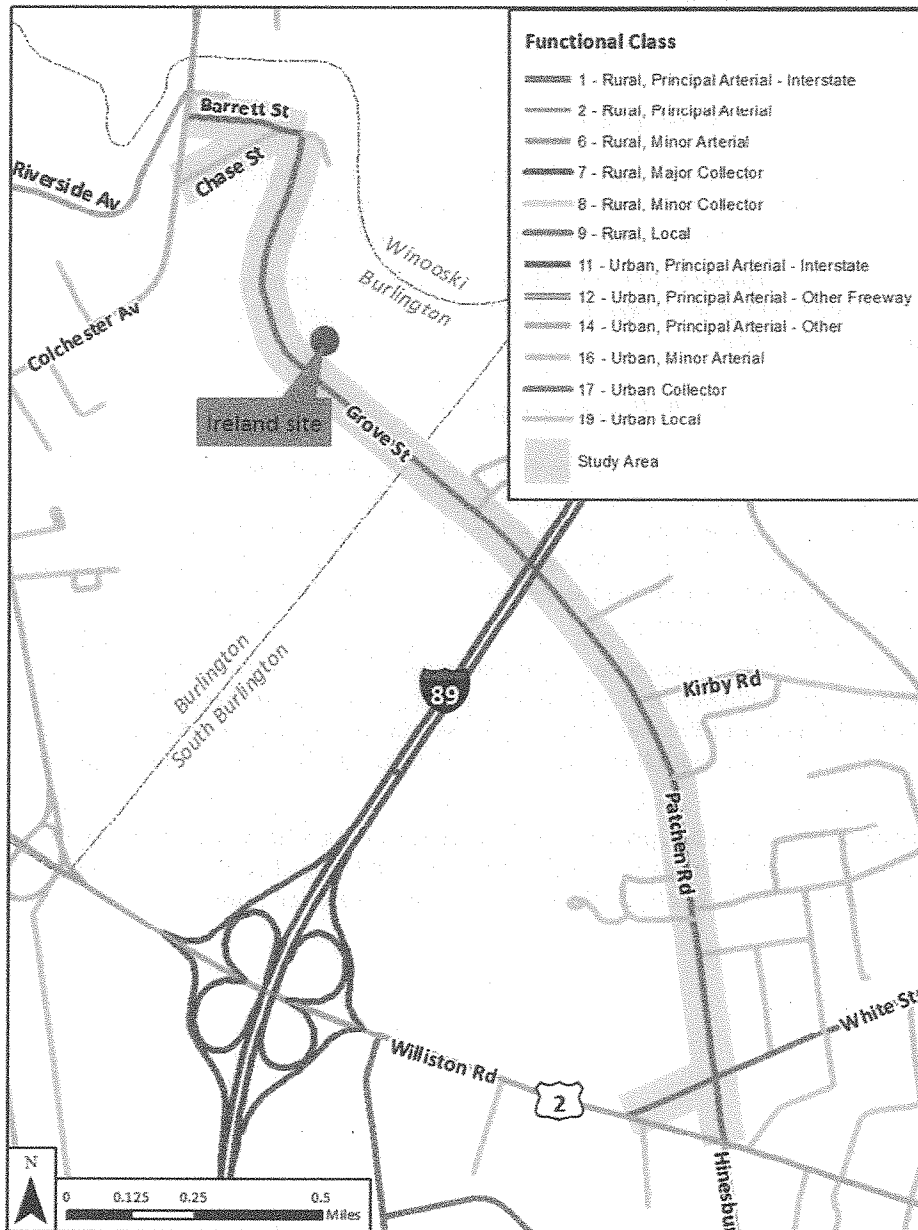 Functional Class
1 - Rural, Principal Arterial - Interstate
2 - Rural, Principal Arterial
6 - Rural, Minor Arterial
7 - Rural, Major Collector
8 - Rural, Minor Collector
9 - Rural, Local
11 - Urban, Principal Arterial - Interstate
12 - Urban, Principal Arterial - Other Freeway
14 - Urban, Principal Arterial - Other
16 - Urban, Minor Arterial
17 - Urban Collector
19 - Urban Local
Study Area
Barrett St
Chase St
Riverside Av
Winooski
Burlington
Colchester Av
Ireland site
Grove St
Burlington
South Burlington
89
Kirby Rd
Patchen Rd
White St
Williston Rd
2
Hinesbu
N
0 0.125 0.25 0.5
Miles